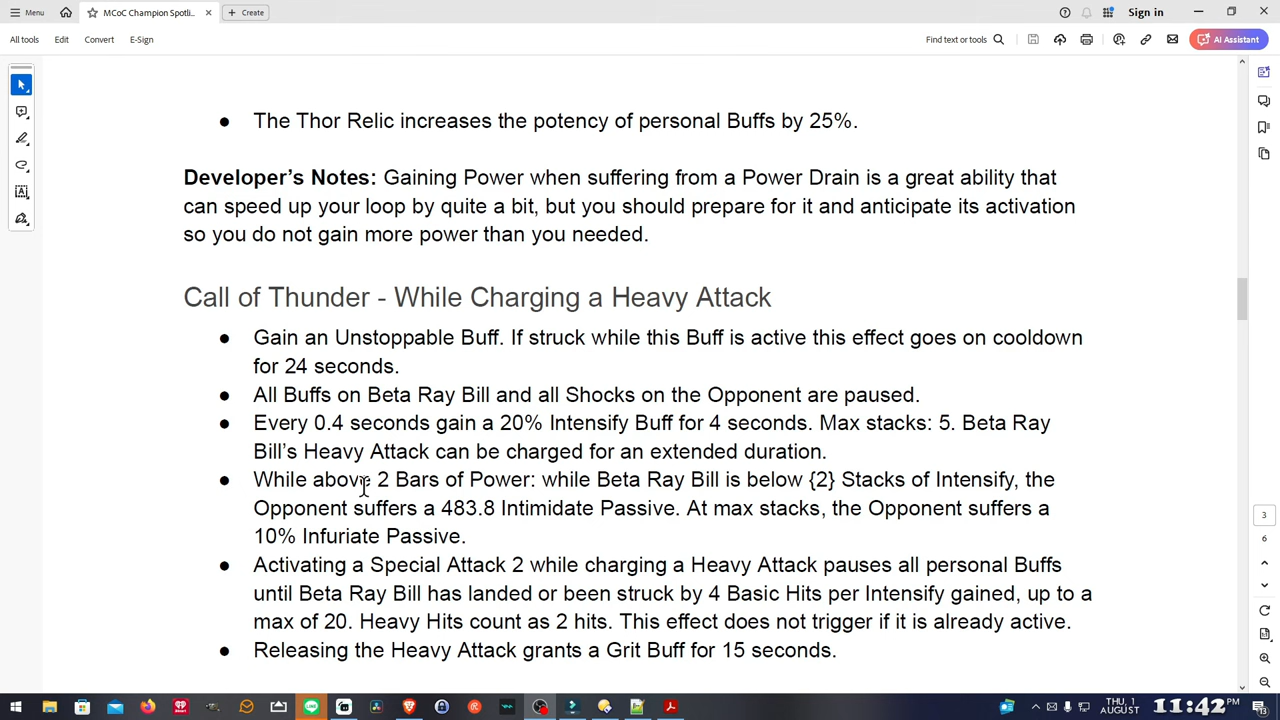 Menu
MCoC Champion Spotli...
Create
Sign in
All tools
Edit
Convert
E-Sign
Find text or tools
AI Assistant
● The Thor Relic increases the potency of personal Buffs by 25%.
Developer's Notes: Gaining Power when suffering from a Power Drain is a great ability that
can speed up your loop by quite a bit, but you should prepare for it and anticipate its activation
so you do not gain more power than you needed.
Call of Thunder - While Charging a Heavy Attack
● Gain an Unstoppable Buff. If struck while this Buff is active this effect goes on cooldown
for 24 seconds.
● All Buffs on Beta Ray Bill and all Shocks on the Opponent are paused.
● Every 0.4 seconds gain a 20% Intensify Buff for 4 seconds. Max stacks: 5. Beta Ray
Bill's Heavy Attack can be charged for an extended duration.
● While above 2 Bars of Power: while Beta Ray Bill is below {2} Stacks of Intensify, the
Opponent suffers a 483.8 Intimidate Passive. At max stacks, the Opponent suffers a
10% Infuriate Passive.
● Activating a Special Attack 2 while charging a Heavy Attack pauses all personal Buffs
until Beta Ray Bill has landed or been struck by 4 Basic Hits per Intensify gained, up to a
max of 20. Heavy Hits count as 2 hits. This effect does not trigger if it is already active.
● Releasing the Heavy Attack grants a Grit Buff for 15 seconds.
3
6
THU, 1
AUGUST
11:42PM